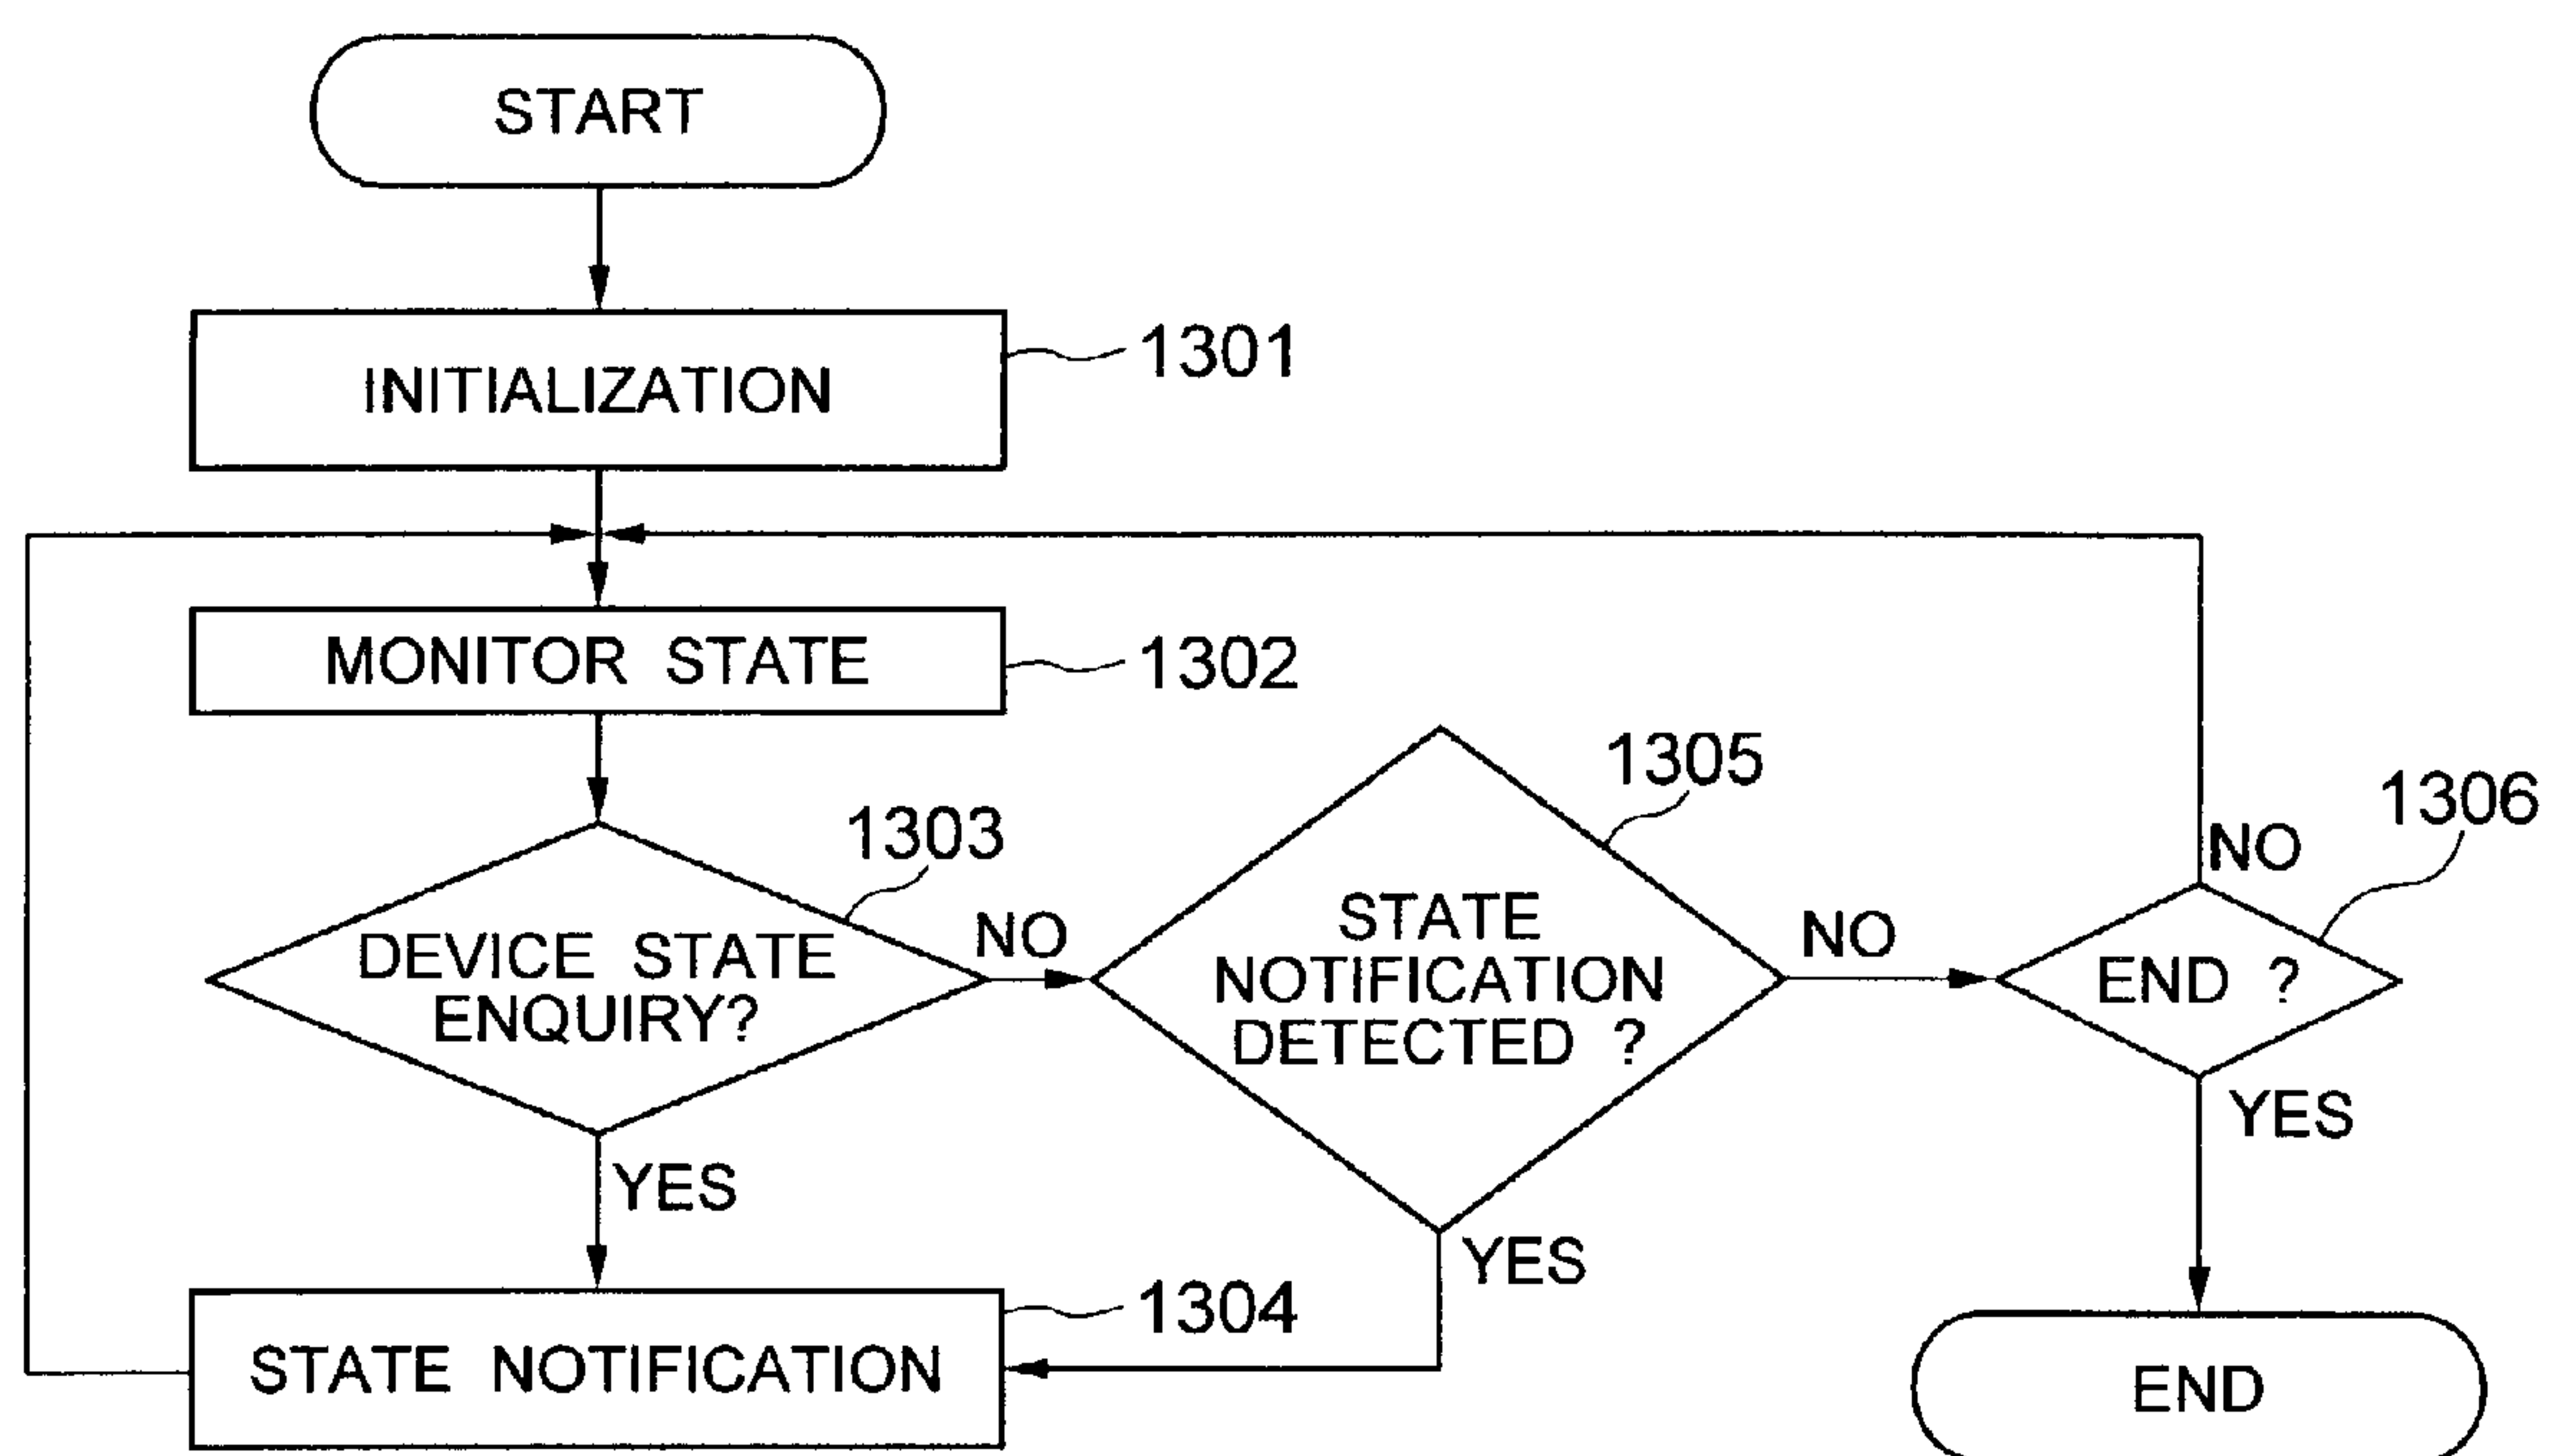 START
INITIALIZATION
1301
MONITOR STATE
1302
1303
DEVICE STATE
ENQUIRY?
NO
YES
1305
STATE
NOTIFICATION
DETECTED ?
NO
YES
1306
NO
END ?
YES
STATE NOTIFICATION
1304
END